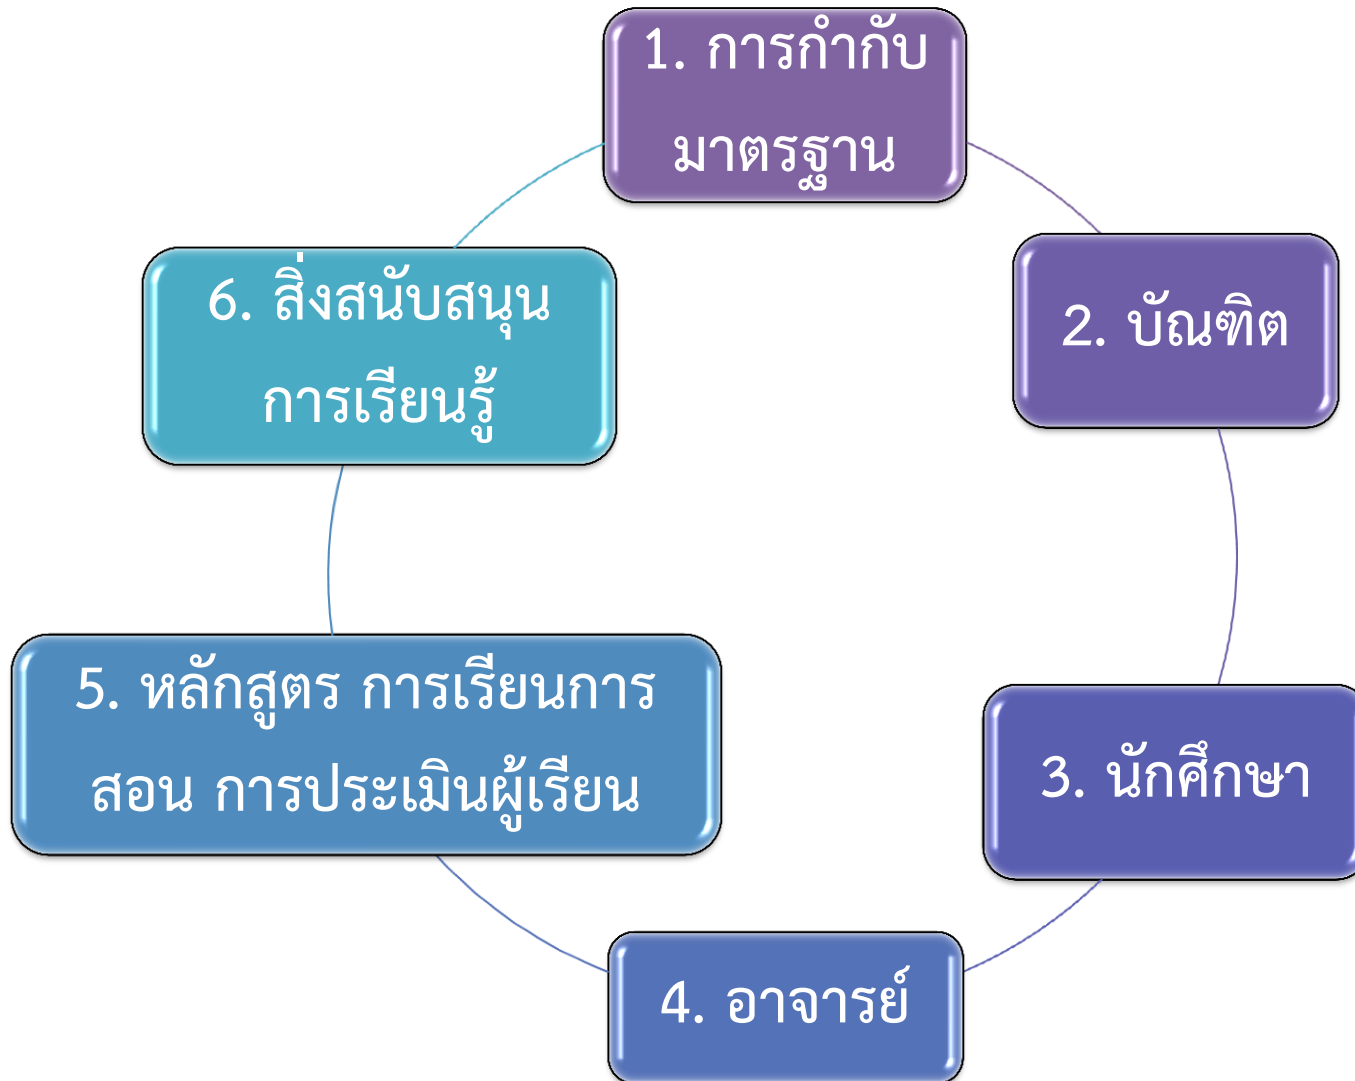 1. การกำกับ
มาตรฐาน
2. บัณฑิต
3. นักศึกษา
4. อาจารย์
5. หลักสูตร การเรียนการ
สอน การประเมินผู้เรียน
6. สิ่งสนับสนุน
การเรียนรู้